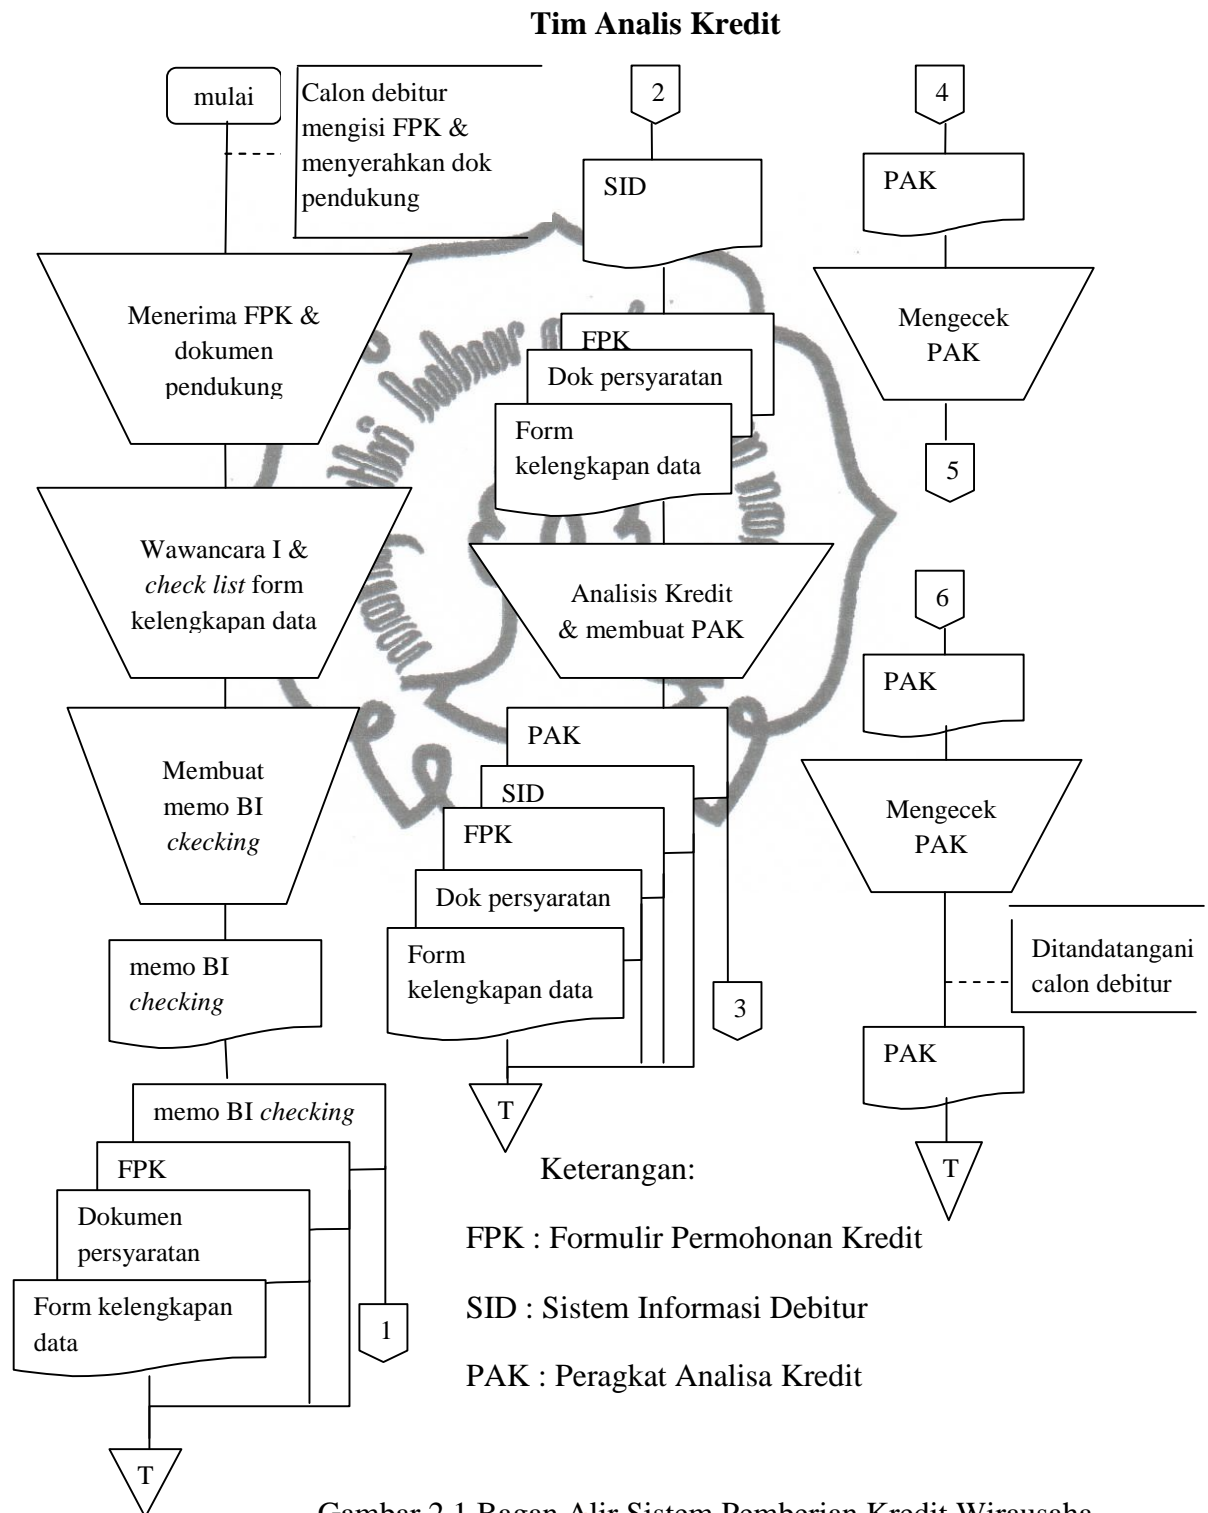 Tim Analis Kredit
mulai
Calon debitur
mengisi FPK &
menyerahkan dok
pendukung
Menerima FPK &
dokumen
pendukung
Wawancara I &
check list form
kelengkapan data
Membuat
memo BI
ckecking
memo BI
checking
memo BI checking
FPK
Dokumen
persyaratan
Form kelengkapan
data
1
T
2
SID
FPK
Dok persyaratan
Form
kelengkapan data
Analisis Kredit
& membuat PAK
PAK
SID
FPK
Dok persyaratan
Form
kelengkapan data
3
T
4
PAK
Mengecek
PAK
5
6
PAK
Mengecek
PAK
Ditandatangani
calon debitur
PAK
T
Keterangan:
FPK : Formulir Permohonan Kredit
SID : Sistem Informasi Debitur
PAK : Peragkat Analisa Kredit
Gambar 2.1 Bagan Alir Sistem Pemberian Kredit Wirausaha